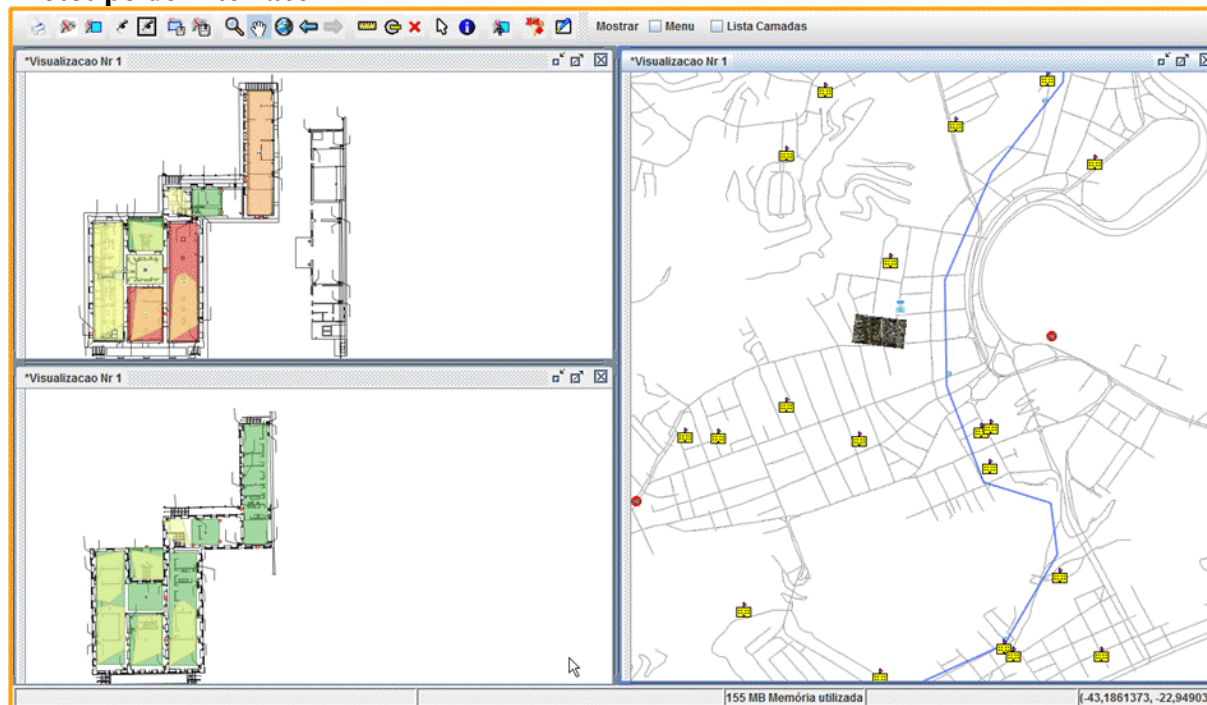 Mostrar Menu Lista Camadas
*Visualizacao Nr 1
*Visualizacao Nr 1
*Visualizacao Nr 1
155 MB Memória utilizada
(-43,1861373, -22,94903